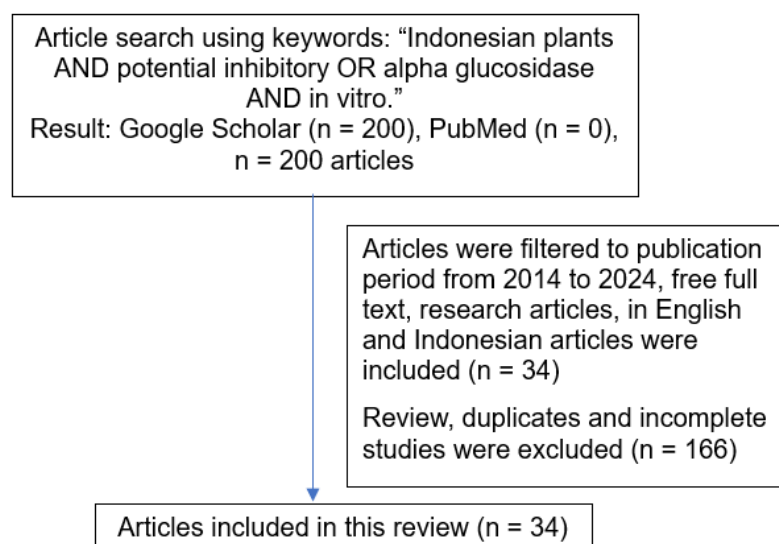 Article search using keywords: “Indonesian plants
AND potential inhibitory OR alpha glucosidase
AND in vitro.”
Result: Google Scholar (n = 200), PubMed (n = 0),
n = 200 articles
Articles were filtered to publication
period from 2014 to 2024, free full
text, research articles, in English
and Indonesian articles were
included (n = 34)
Review, duplicates and incomplete
studies were excluded (n = 166)
Articles included in this review (n = 34)